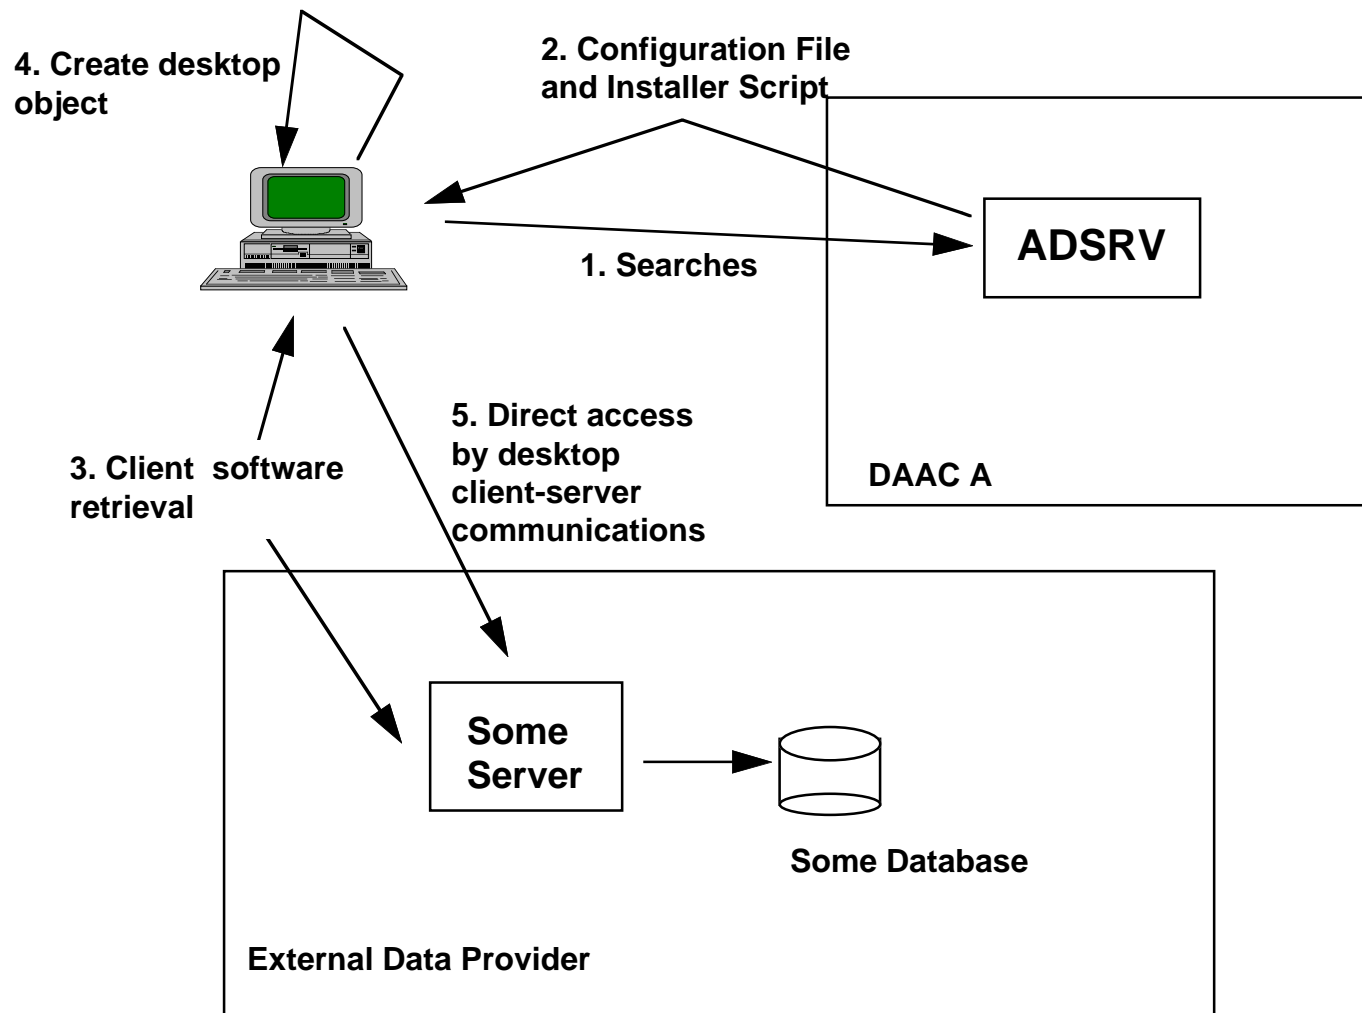 4. Create desktop
object
2. Configuration File
and Installer Script
ADSRV
1. Searches
DAAC A
3. Client  software
retrieval
5. Direct access
by desktop
client-server
communications
Some
Server
Some Database
External Data Provider